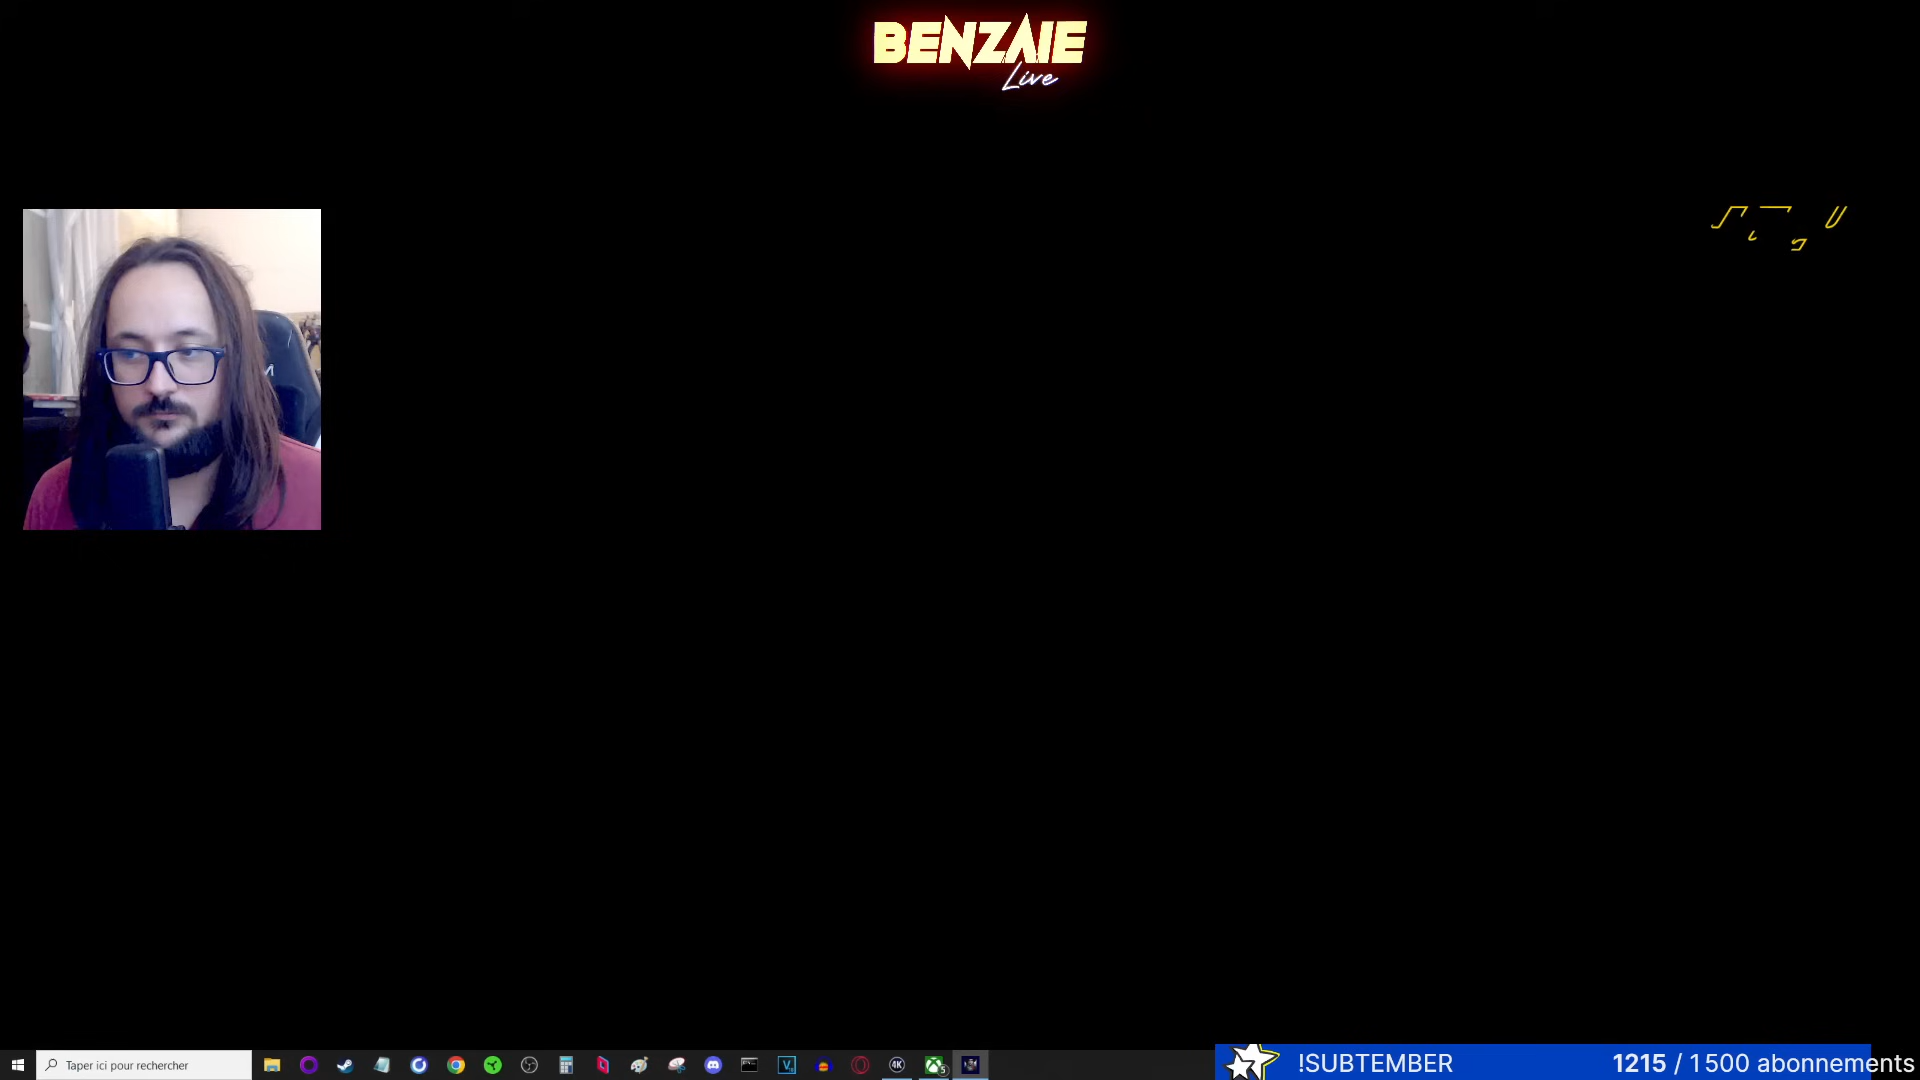 BENZAIE
Live
Taper ici pour rechercher
!SUBTEMBER
1215 / 1500 abonnements